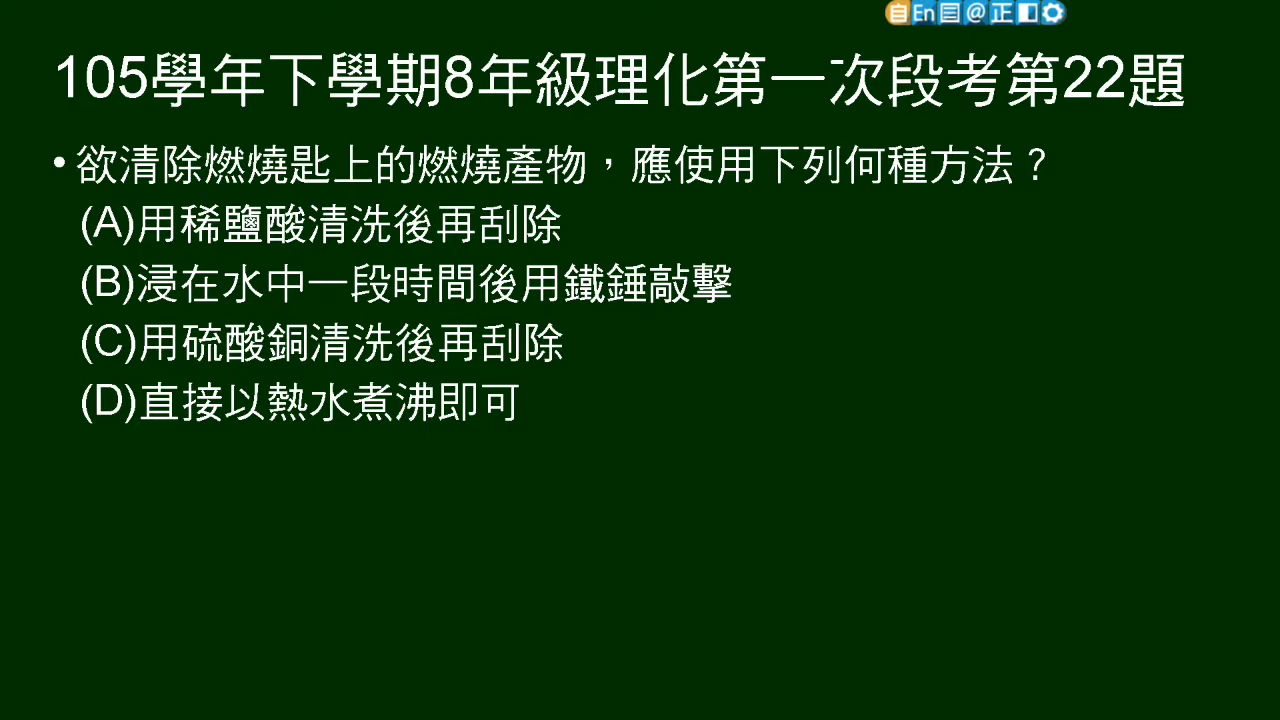 自En@正
105學年下學期8年級理化第一次段考第22題
• 欲清除燃燒匙上的燃燒產物，應使用下列何種方法？
(A)用稀鹽酸清洗後再刮除
(B)浸在水中一段時間後用鐵錘敲擊
(C)用硫酸銅清洗後再刮除
(D)直接以熱水煮沸即可